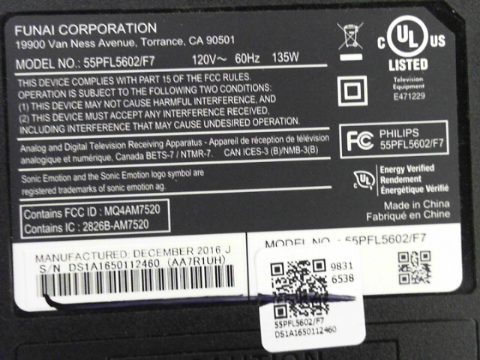 FUNAI CORPORATION
19900 Van Ness Avenue, Torrance, CA 90501
MODEL NO.: 55PFL5602/F7 120V~ 60Hz 135W
THIS DEVICE COMPLIES WITH PART 15 OF THE FCC RULES.
OPERATION IS SUBJECT TO THE FOLLOWING TWO CONDITIONS:
(1) THIS DEVICE MAY NOT CAUSE HARMFUL INTERFERENCE, AND
(2) THIS DEVICE MUST ACCEPT ANY INTERFERENCE RECEIVED,
INCLUDING INTERFERENCE THAT MAY CAUSE UNDESIRED OPERATION.
Analog and Digital Television Receiving Apparatus - Appareil de réception de télévision
analogique et numérique, Canada BETS-7 / NTMR-7. CAN ICES-3 (B)/NMB-3(B)
Sonic Emotion and the Sonic Emotion logo symbol are
registered trademarks of sonic emotion ag.
Contains FCC ID : MQ4AM7520
Contains IC : 2826B-AM7520
C UL US
LISTED
Television
Equipment
E471229
FC PHILIPS
55PFL5602/F7
UL Energy Verified
Rendement
Énergétique Vérifié
Made in China
Fabriqué en China
MANUFACTURED: DECEMBER 2016 J
S/N DS1A1650112460 (AA7R1UH)
MODEL NO.: 55PFL5602/F7
9831
6538
55PFL5602/F7
DS1A1650112460